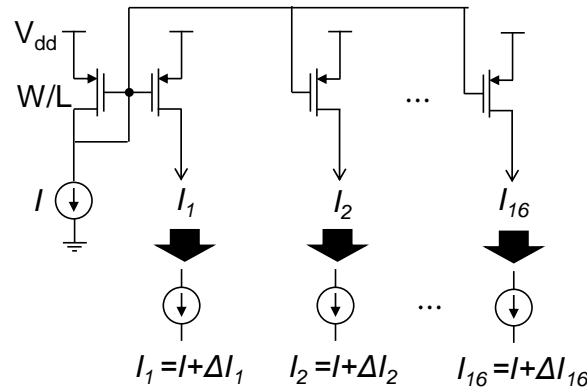 V_dd
W/L
...
I
I_1
I_2
I_16
...
I_1 =I+ΔI_1
I_2 =I+ΔI_2
I_16 =I+ΔI_16